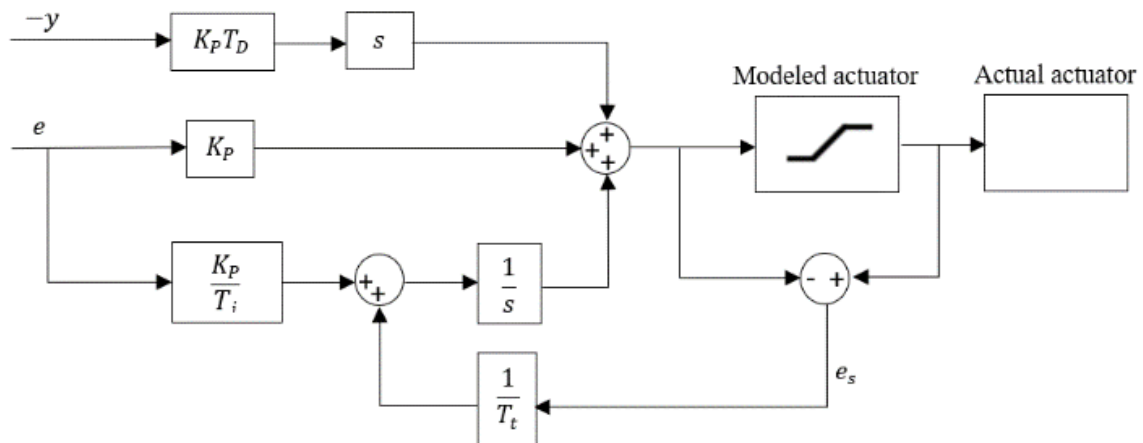 −y
K_P T_D
s
Modeled actuator
Actual actuator
e
K_P
+
+
+
K_P
T_i
+
+
1
s
- +
1
T_t
e_s